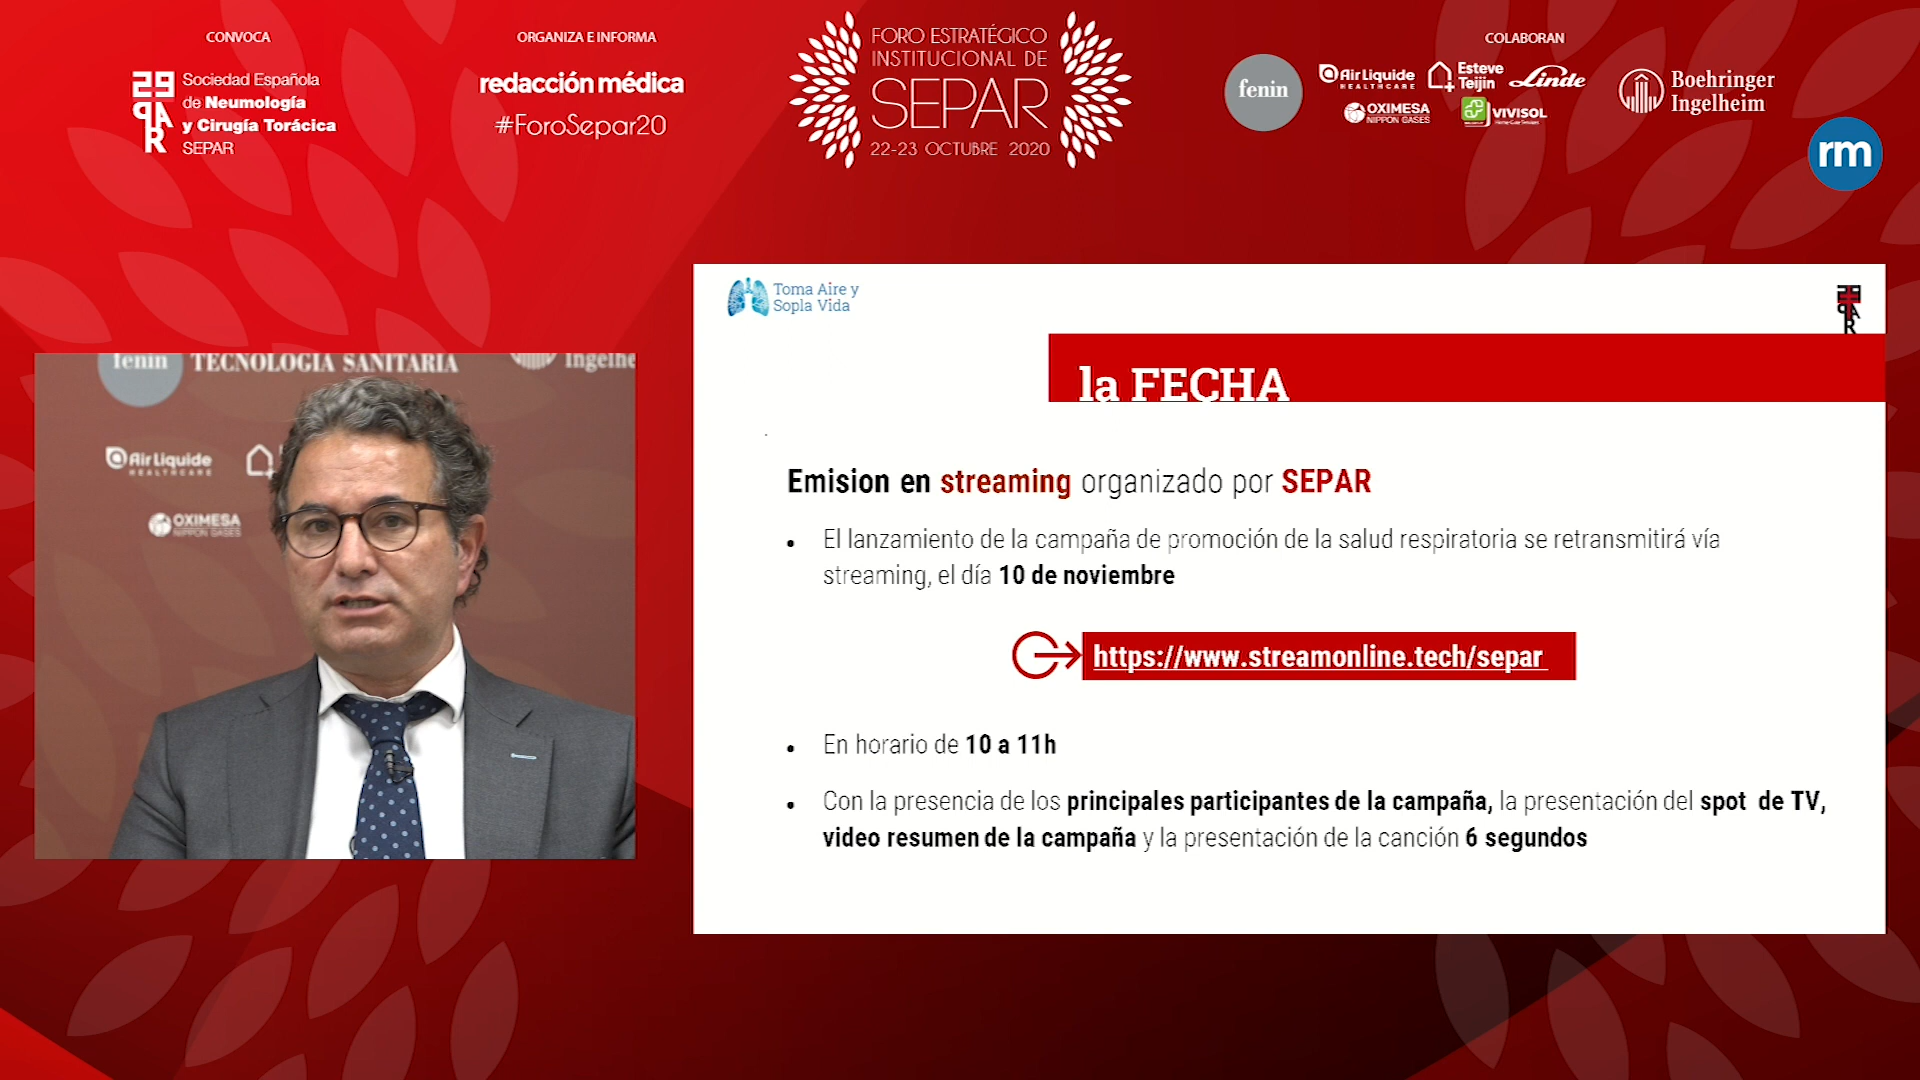 CONVOCA
Sociedad Española
de Neumología
y Cirugía Torácica
SEPAR
ORGANIZA E INFORMA
redacción médica
#ForoSepar20
FORO ESTRATÉGICO
INSTITUCIONAL DE
SEPAR
22-23 OCTUBRE 2020
COLABORAN
fenin
Air Liquide
HEALTHCARE
Esteve
Teijin
Linde
OXIMESA
NIPPON GASES
VIVISOL
Boehringer
Ingelheim
rm
fenin TECNOLOGÍA SANITARIA
Ingelhe
Air Liquide
HEALTHCARE
OXIMESA
NIPPON GASES
Toma Aire y
Sopla Vida
la FECHA
Emision en streaming organizado por SEPAR
• El lanzamiento de la campaña de promoción de la salud respiratoria se retransmitirá vía
streaming, el día 10 de noviembre
https://www.streamonline.tech/separ
• En horario de 10 a 11h
• Con la presencia de los principales participantes de la campaña, la presentación del spot de TV,
video resumen de la campaña y la presentación de la canción 6 segundos